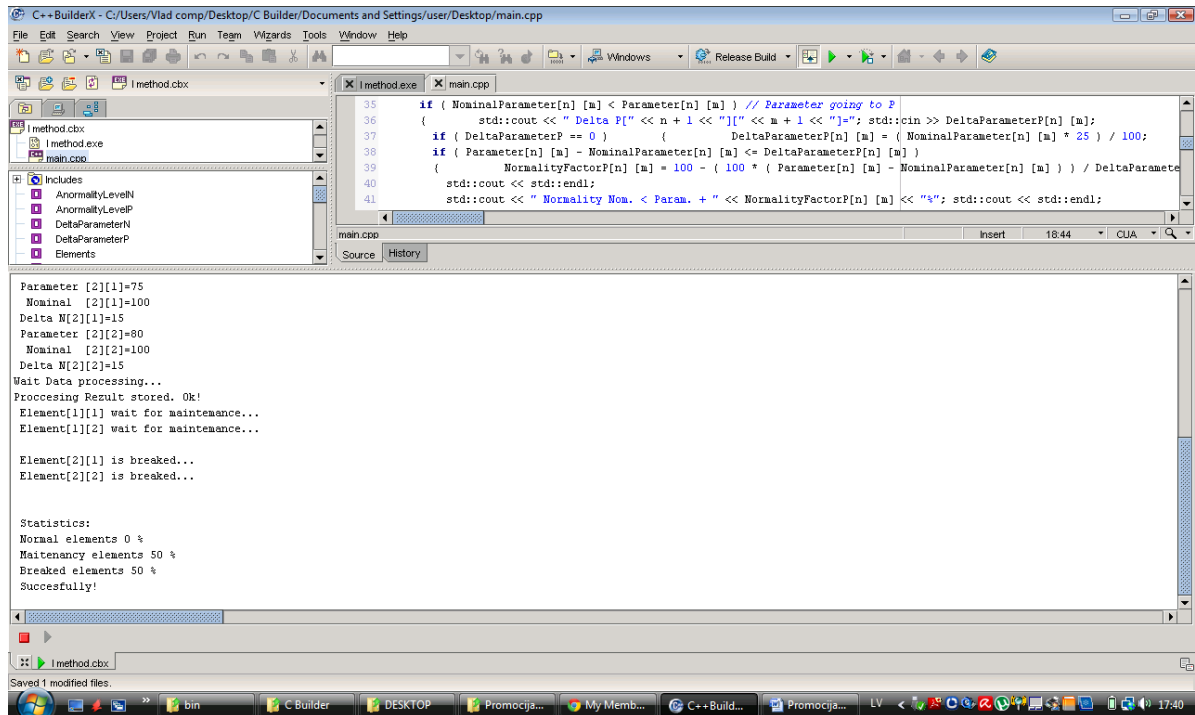 C++BuilderX - C:/Users/Vlad comp/Desktop/C Builder/Documents and Settings/user/Desktop/main.cpp
File Edit Search View Project Run Team Wizards Tools Window Help
Windows Release Build
I method.cbx
I method.exe main.cpp
I method.cbx
I method.exe
main.cpp
Includes
AnormalityLevelN
AnormalityLevelP
DeltaParameterN
DeltaParameterP
Elements
35 if ( NominalParameter[n] [m] < Parameter[n] [m] ) // Parameter going to P
36 { std::cout << " Delta P[" << n + 1 << "][" << m + 1 << "]="; std::cin >> DeltaParameterP[n] [m];
37 if ( DeltaParameterP == 0 ) { DeltaParameterP[n] [m] = ( NominalParameter[n] [m] * 25 ) / 100;
38 if ( Parameter[n] [m] - NominalParameter[n] [m] <= DeltaParameterP[n] [m] )
39 { NormalityFactorP[n] [m] = 100 - ( 100 * ( Parameter[n] [m] - NominalParameter[n] [m] ) ) / DeltaParamete
40 std::cout << std::endl;
41 std::cout << " Normality Nom. < Param. + " << NormalityFactorP[n] [m] << "%"; std::cout << std::endl;
main.cpp Insert 18:44 CUA
Source History
Parameter [2][1]=75
Nominal [2][1]=100
Delta N[2][1]=15
Parameter [2][2]=80
Nominal [2][2]=100
Delta N[2][2]=15
Wait Data processing...
Proccesing Rezult stored. Ok!
Element[1][1] wait for maintemance...
Element[1][2] wait for maintemance...
Element[2][1] is breaked...
Element[2][2] is breaked...
Statistics:
Normal elements 0 %
Maitenancy elements 50 %
Breaked elements 50 %
Succesfully!
I method.cbx
Saved 1 modified files.
bin C Builder DESKTOP Promocija... My Memb... C++Build... Promocija... LV 17:40